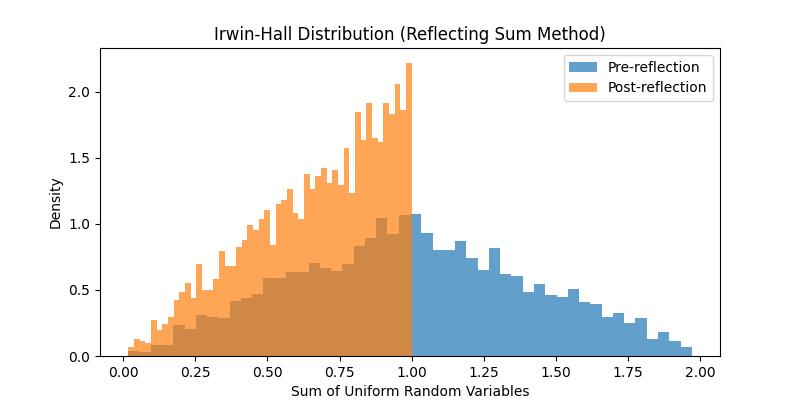 Irwin-Hall Distribution (Reflecting Sum Method)
Pre-reflection
Post-reflection
Density
2.0
1.5
1.0
0.5
0.0
0.00 0.25 0.50 0.75 1.00 1.25 1.50 1.75 2.00
Sum of Uniform Random Variables